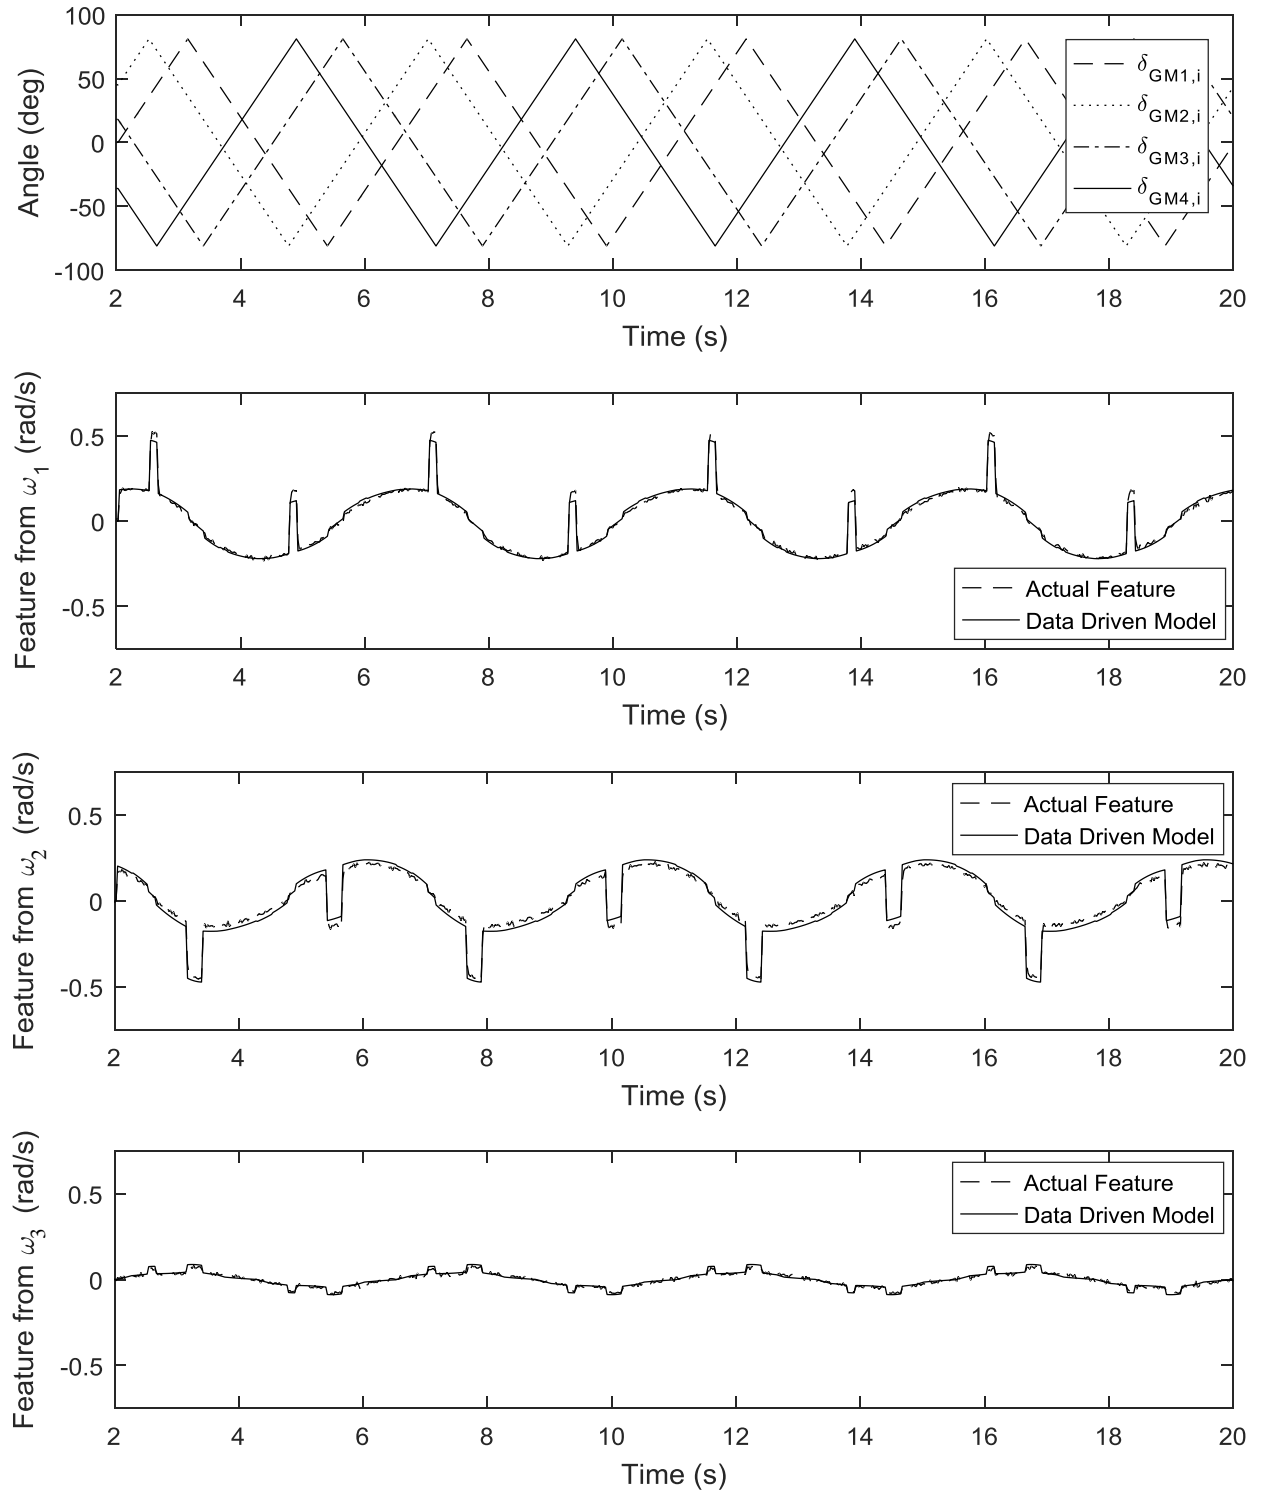 Angle (deg)
100
50
0
-50
-100
δGM1,i
δGM2,i
δGM3,i
δGM4,i
2 4 6 8 10 12 14 16 18 20
Time (s)
Feature from ω1 (rad/s)
0.5
0
-0.5
Actual Feature
Data Driven Model
2 4 6 8 10 12 14 16 18 20
Time (s)
Feature from ω2 (rad/s)
0.5
0
-0.5
Actual Feature
Data Driven Model
2 4 6 8 10 12 14 16 18 20
Time (s)
Feature from ω3 (rad/s)
0.5
0
-0.5
Actual Feature
Data Driven Model
2 4 6 8 10 12 14 16 18 20
Time (s)